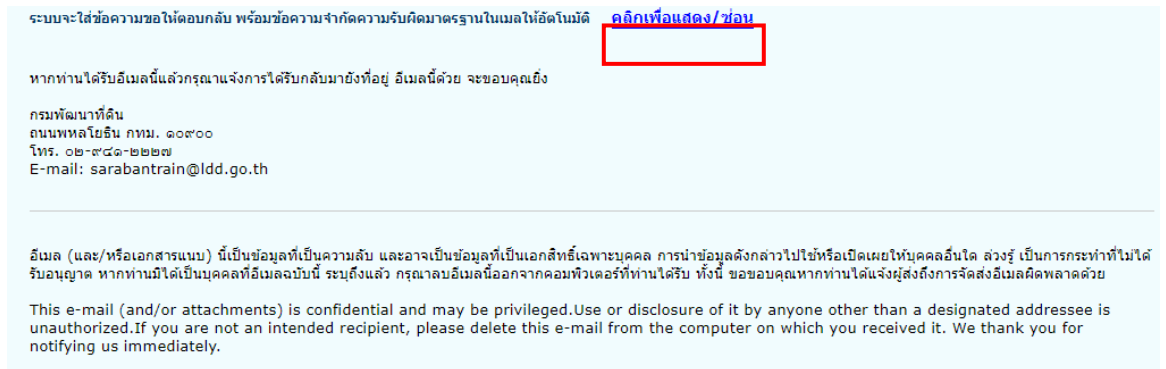 ระบบจะใส่ข้อความขอให้ตอบกลับ พร้อมข้อความจำกัดความรับผิดมาตรฐานในเมลให้อัตโนมัติ คลิกเพื่อแสดง/ซ่อน
หากท่านได้รับอีเมลนี้แล้วกรุณาแจ้งการได้รับกลับมายังที่อยู่ อีเมลนี้ด้วย จะขอบคุณยิ่ง
กรมพัฒนาที่ดิน
ถนนพหลโยธิน กทม. ๑๐๙๐๐
โทร. ๐๒-๙๔๑-๒๒๒๗
E-mail: sarabantrain@ldd.go.th
อีเมล (และ/หรือเอกสารแนบ) นี้เป็นข้อมูลที่เป็นความลับ และอาจเป็นข้อมูลที่เป็นเอกสิทธิ์เฉพาะบุคคล การนำข้อมูลดังกล่าวไปใช้หรือเปิดเผยให้บุคคลอื่นใด ล่วงรู้ เป็นการกระทำที่ไม่ได้
รับอนุญาต หากท่านมิได้เป็นบุคคลที่อีเมลฉบับนี้ ระบุถึงแล้ว กรุณาลบอีเมลนี้ออกจากคอมพิวเตอร์ที่ท่านได้รับ ทั้งนี้ ขอขอบคุณหากท่านได้แจ้งผู้ส่งถึงการจัดส่งอีเมลผิดพลาดด้วย
This e-mail (and/or attachments) is confidential and may be privileged.Use or disclosure of it by anyone other than a designated addressee is
unauthorized.If you are not an intended recipient, please delete this e-mail from the computer on which you received it. We thank you for
notifying us immediately.